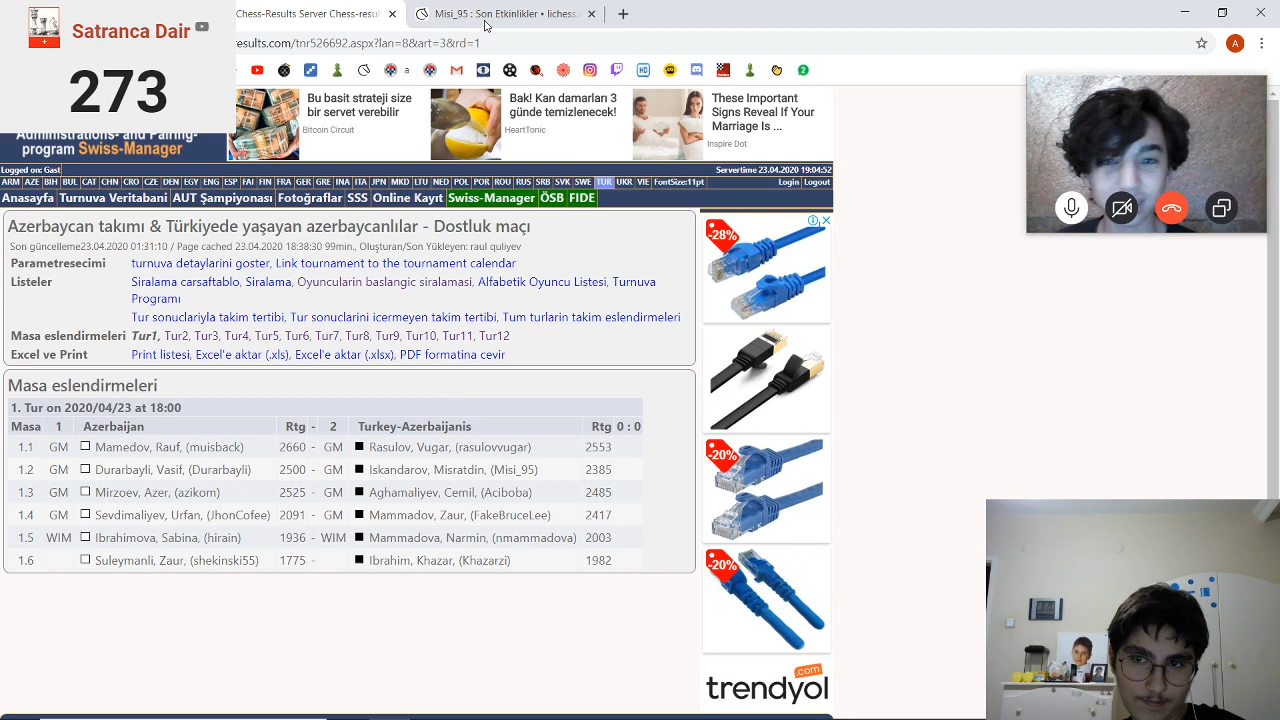 Chess-Results Server Chess-resul
Misi_95 : Son Etkinlikler • lichess.
Satranca Dair
273
esults.com/tnr526692.aspx?lan=8&art=3&rd=1
A
a
HD
2
Administrations- and Pairing-
program Swiss-Manager
Bu basit strateji size
bir servet verebilir
Bitcoin Circuit
Bak! Kan damarları 3
günde temizlenecek!
HeartTonic
These Important
Signs Reveal If Your
Marriage Is ...
Inspire Dot
Logged on: Gast
Servertime 23.04.2020 19:04:52
ARM AZE BIH BUL CAT CHN CRO CZE DEN EGY ENG ESP FAI FIN FRA GER GRE INA ITA JPN MKD LTU NED POL POR ROU RUS SRB SVK SWE TUR UKR VIE FontSize:11pt
Login Logout
Anasayfa Turnuva Veritabani AUT Şampiyonası Fotoğraflar SSS Online Kayıt Swiss-Manager ÖSB FIDE
Azerbaycan takımı & Türkiyede yaşayan azerbaycanlılar - Dostluk maçı
Son güncelleme23.04.2020 01:31:10 / Page cached 23.04.2020 18:38:30 99min., Oluşturan/Son Yükleyen: raul quliyev
Parametresecimi turnuva detaylarini goster, Link tournament to the tournament calendar
Listeler Siralama carsaftablo, Siralama, Oyuncularin baslangic siralamasi, Alfabetik Oyuncu Listesi, Turnuva
Programı
Tur sonuclariyla takim tertibi, Tur sonuclarini icermeyen takim tertibi, Tum turlarin takim eslendirmeleri
Masa eslendirmeleri Tur1, Tur2, Tur3, Tur4, Tur5, Tur6, Tur7, Tur8, Tur9, Tur10, Tur11, Tur12
Excel ve Print Print listesi, Excel'e aktar (.xls), Excel'e aktar (.xlsx), PDF formatina cevir
Masa eslendirmeleri
1. Tur on 2020/04/23 at 18:00
Masa 1 Azerbaijan Rtg - 2 Turkey-Azerbaijanis Rtg 0 : 0
1.1 GM Mamedov, Rauf, (muisback) 2660 - GM Rasulov, Vugar, (rasulovvugar) 2553
1.2 GM Durarbayli, Vasif, (Durarbayli) 2500 - GM Iskandarov, Misratdin, (Misi_95) 2385
1.3 GM Mirzoev, Azer, (azikom) 2525 - GM Aghamaliyev, Cemil, (Aciboba) 2485
1.4 GM Sevdimaliyev, Urfan, (JhonCofee) 2091 - GM Mammadov, Zaur, (FakeBruceLee) 2417
1.5 WIM Ibrahimova, Sabina, (hirain) 1936 - WIM Mammadova, Narmin, (nmammadova) 2003
1.6 Suleymanli, Zaur, (shekinski55) 1775 - Ibrahim, Khazar, (Khazarzi) 1982
-28%
-20%
-20%
trendyol.com